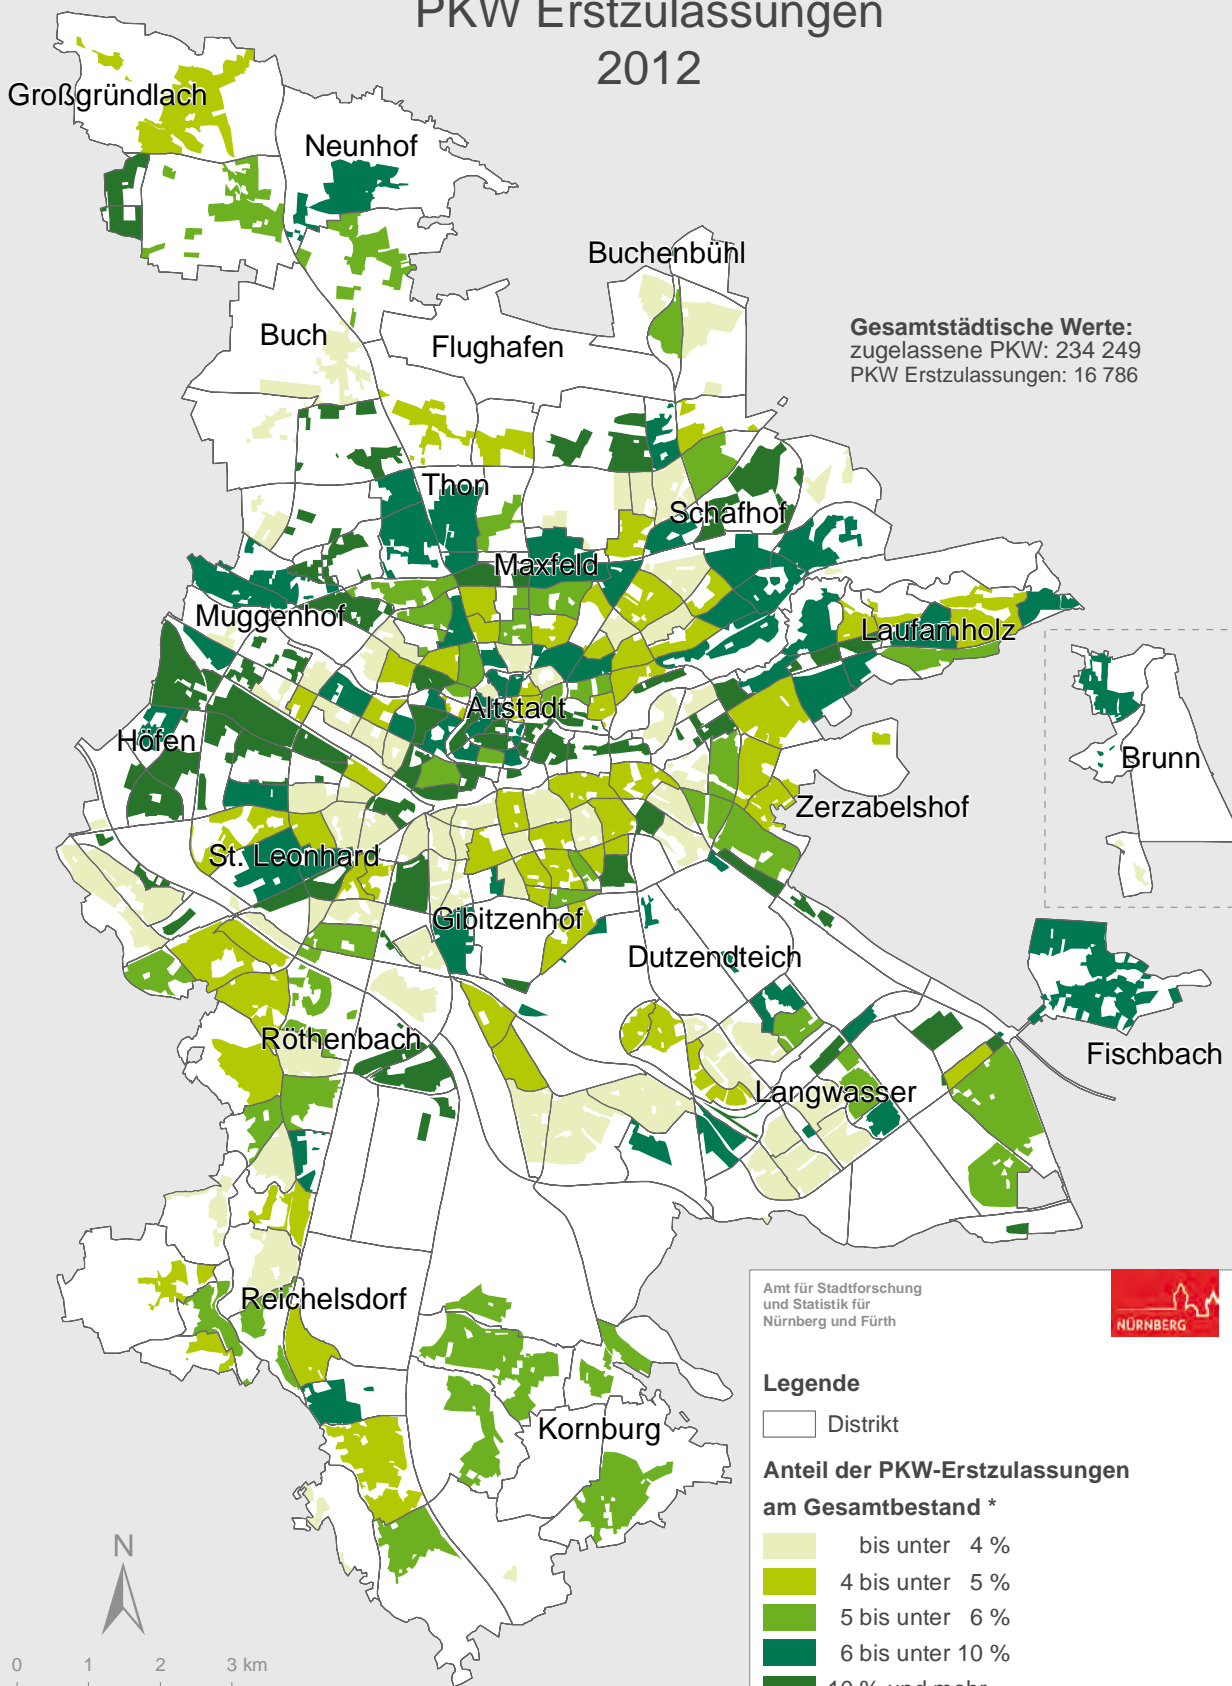 PKW Erstzulassungen
2012
Großgründlach
Neunhof
Buchenbühl
Buch
Flughafen
Gesamtstädtische Werte:
zugelassene PKW: 234 249
PKW Erstzulassungen: 16 786
Thon
Schafhof
Maxfeld
Muggenhof
Laufamholz
Altstadt
Höfen
Brunn
Zerzabelshof
St. Leonhard
Gibitzenhof
Dutzendteich
Röthenbach
Fischbach
Langwasser
Reichelsdorf
Kornburg
Amt für Stadtforschung
und Statistik für
Nürnberg und Fürth
NÜRNBERG
Legende
Distrikt
Anteil der PKW-Erstzulassungen
am Gesamtbestand *
bis unter 4 %
4 bis unter 5 %
5 bis unter 6 %
6 bis unter 10 %
10 % und mehr
N
0 1 2 3 km